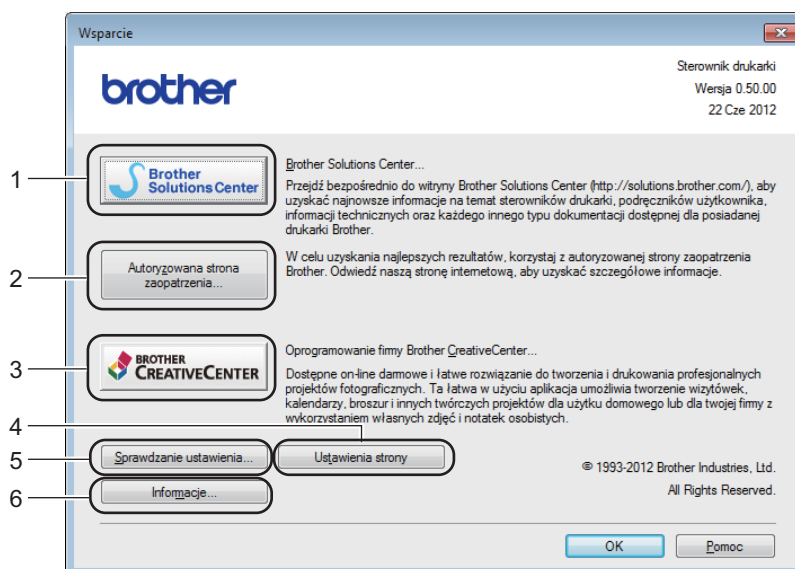 Wsparcie
brother
Sterownik drukarki
Wersja 0.50.00
22 Cze 2012
1
Brother
Solutions Center
Brother Solutions Center...
Przejdź bezpośrednio do witryny Brother Solutions Center (http://solutions.brother.com/), aby
uzyskać najnowsze informacje na temat sterowników drukarki, podręczników użytkownika,
informacji technicznych oraz każdego innego typu dokumentacji dostępnej dla posiadanej
drukarki Brother.
2
Autoryzowana strona
zaopatrzenia...
W celu uzyskania najlepszych rezultatów, korzystaj z autoryzowanej strony zaopatrzenia
Brother. Odwiedź naszą stronę internetową, aby uzyskać szczegółowe informacje.
3
BROTHER
CREATIVECENTER
Oprogramowanie firmy Brother CreativeCenter...
Dostępne on-line darmowe i łatwe rozwiązanie do tworzenia i drukowania profesjonalnych
projektów fotograficznych. Ta łatwa w użyciu aplikacja umożliwia tworzenie wizytówek,
kalendarzy, broszur i innych twórczych projektów dla użytku domowego lub dla twojej firmy z
wykorzystaniem własnych zdjęć i notatek osobistych.
4
5
Sprawdzanie ustawienia...
Ustawienia strony
6
Informacje...
© 1993-2012 Brother Industries, Ltd.
All Rights Reserved.
OK
Pomoc